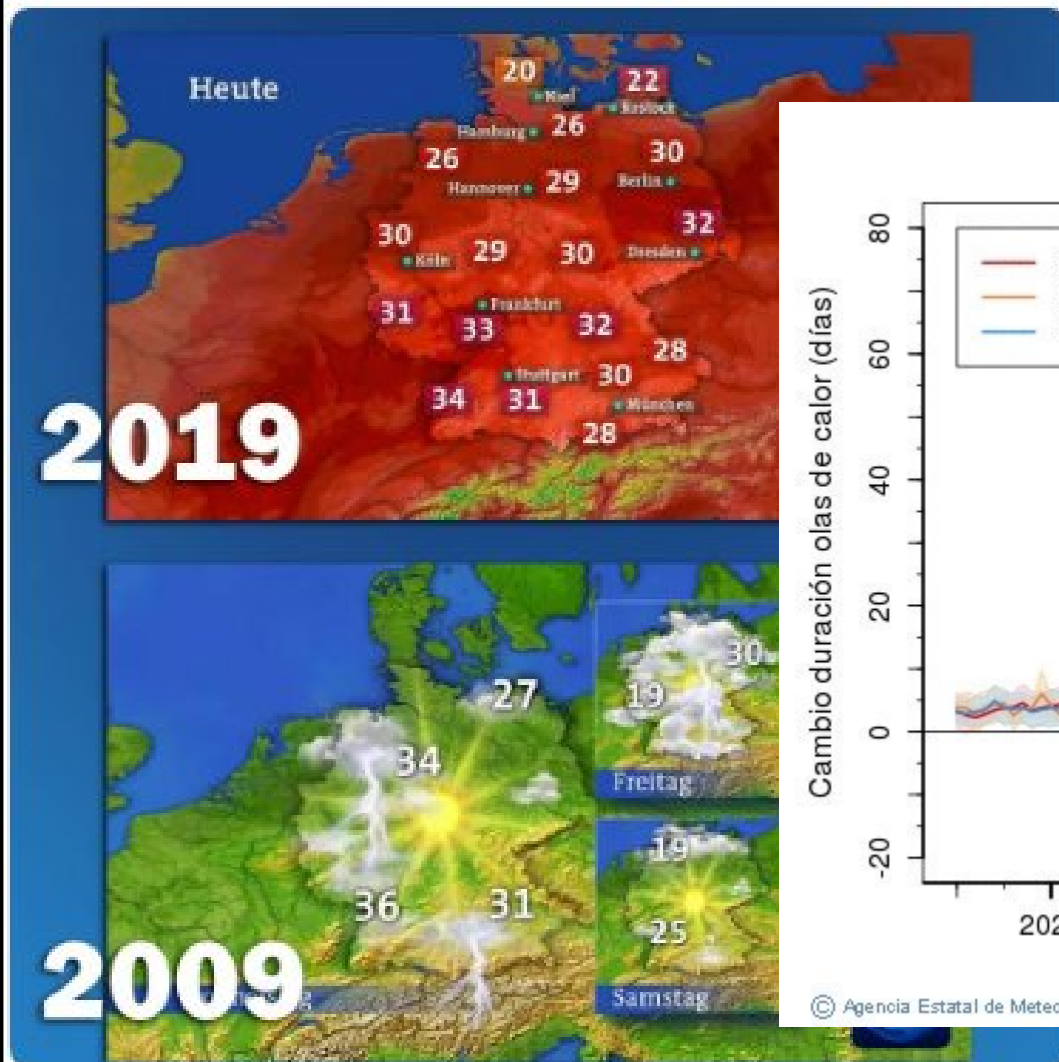 Heute
20
Kiel
22
Rostock
Hamburg
26
26
30
Hannover
29
Berlin
32
30
Köln
29
30
Dresden
31
Frankfurt
33
32
28
Stuttgart
30
34
31
München
28
2019
27
34
36
31
30
19
Freitag
19
25
Samstag
2009
Cambio duración olas de calor (días)
80
60
40
20
0
-20
202
© Agencia Estatal de Meteo